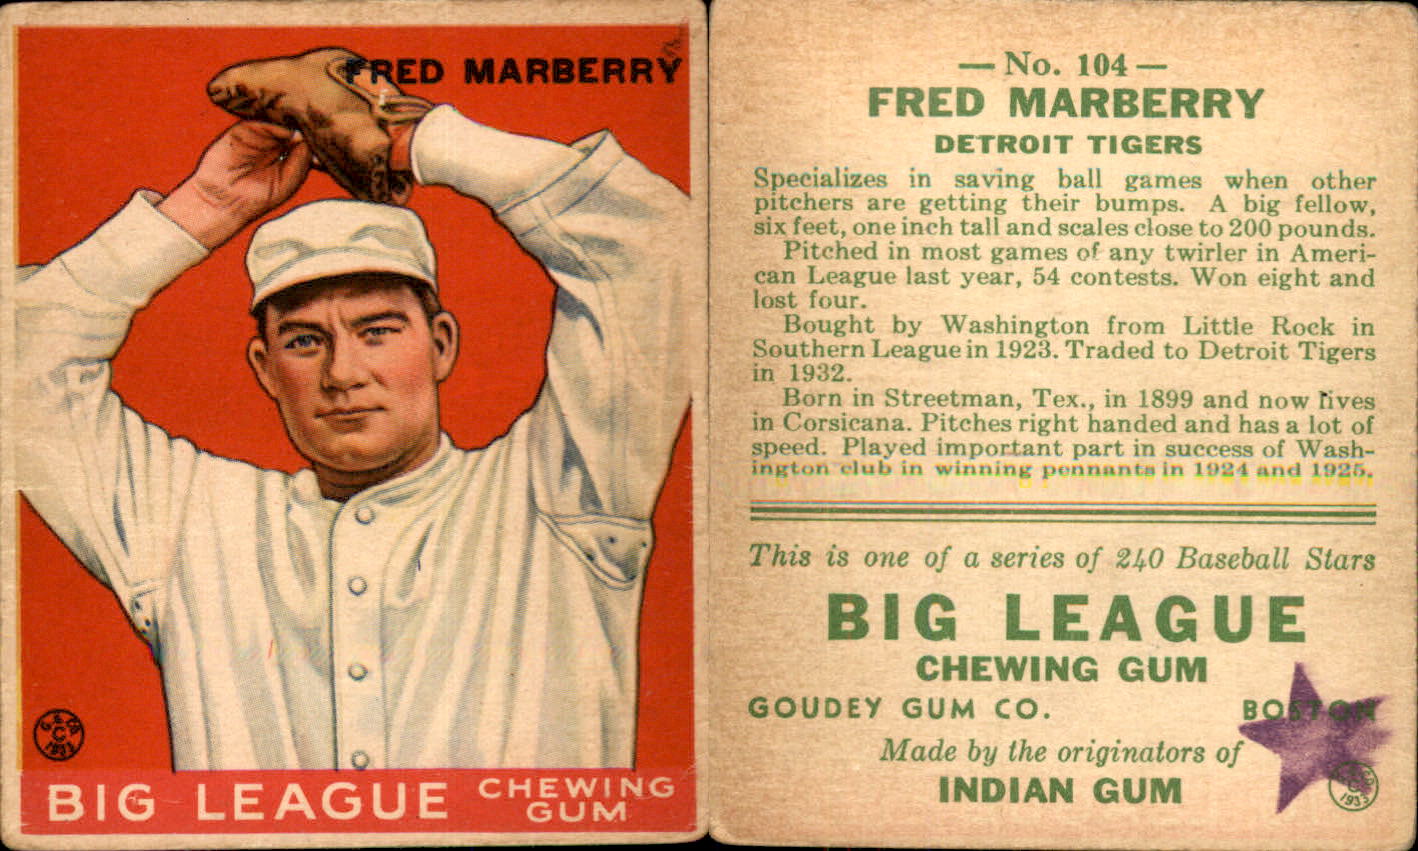 FRED MARBERRY
G. G. CO.
C
1933
BIG LEAGUE CHEWING GUM
— No. 104 —
FRED MARBERRY
DETROIT TIGERS
Specializes in saving ball games when other
pitchers are getting their bumps. A big fellow,
six feet, one inch tall and scales close to 200 pounds.
Pitched in most games of any twirler in Ameri-
can League last year, 54 contests. Won eight and
lost four.
Bought by Washington from Little Rock in
Southern League in 1923. Traded to Detroit Tigers
in 1932.
Born in Streetman, Tex., in 1899 and now lives
in Corsicana. Pitches right handed and has a lot of
speed. Played important part in success of Wash-
ington club in winning pennants in 1924 and 1925.
This is one of a series of 240 Baseball Stars
BIG LEAGUE
CHEWING GUM
GOUDEY GUM CO. BOSTON
Made by the originators of
INDIAN GUM
C
1933